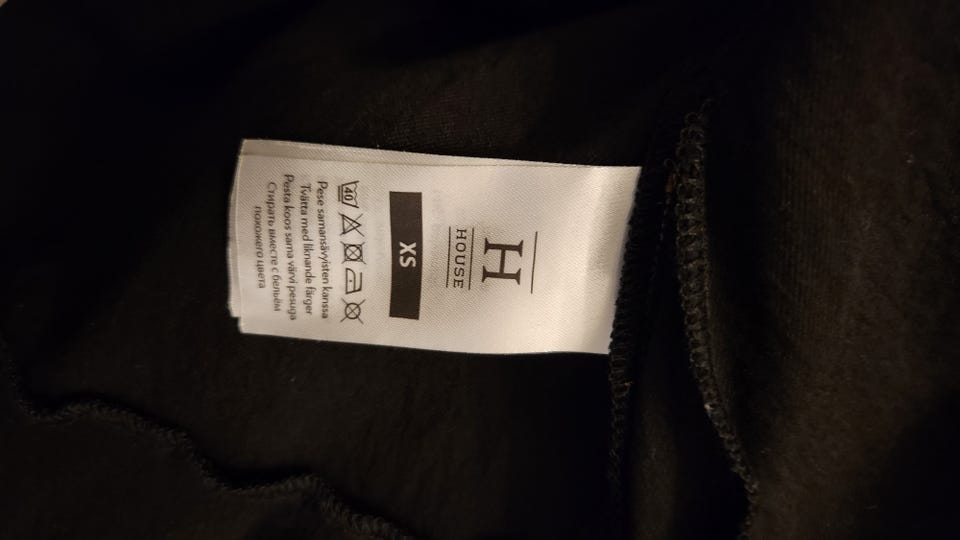 H
HOUSE
XS
40
Pese samansävyisten kanssa
Tvätta med liknande färger
Pesta koos sama värvi pesuga
Стирать вместе с бельём
похожего цвета